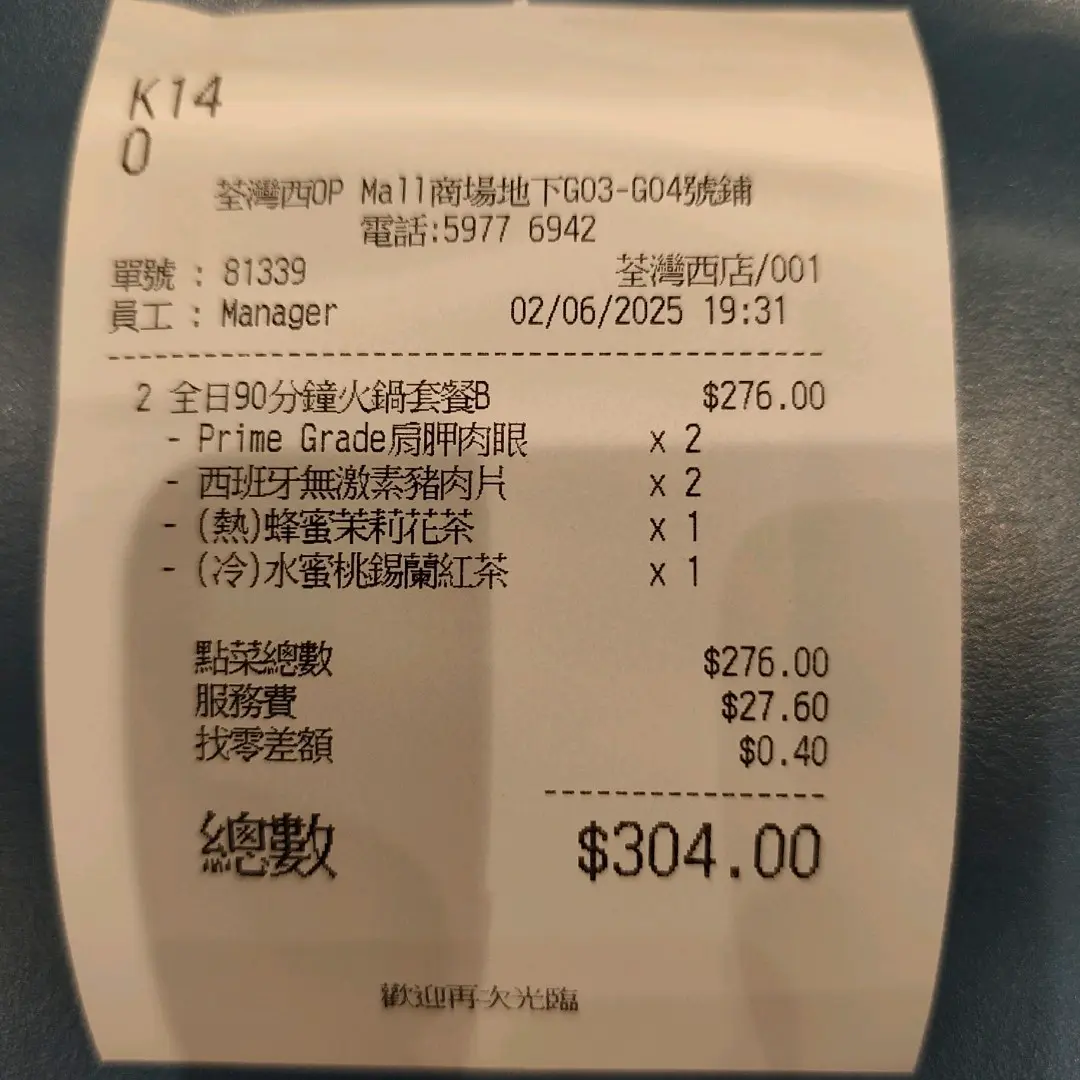 K14
0
荃灣西OP Mall商場地下G03-G04號鋪
電話:5977 6942
單號 : 81339 荃灣西店/001
員工 : Manager 02/06/2025 19:31
2 全日90分鐘火鍋套餐B $276.00
- Prime Grade肩胛肉眼 x 2
- 西班牙無激素豬肉片 x 2
- (熱)蜂蜜茉莉花茶 x 1
- (冷)水蜜桃錫蘭紅茶 x 1
點菜總數 $276.00
服務費 $27.60
找零差額 $0.40
總數 $304.00
歡迎再次光臨